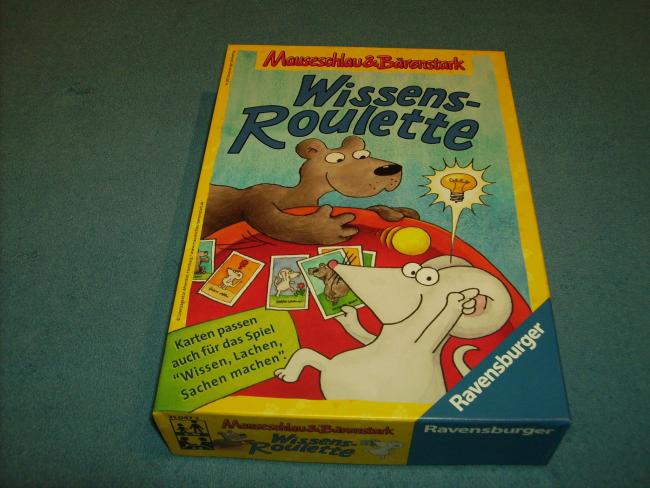 Mauseschlau & Bärenstark
Wissens-
Roulette
Karten passen
auch für das Spiel
"Wissen, Lachen,
Sachen machen".
Ravensburger
Mauseschlau & Bärenstark
Wissens-
Roulette
Ravensburger